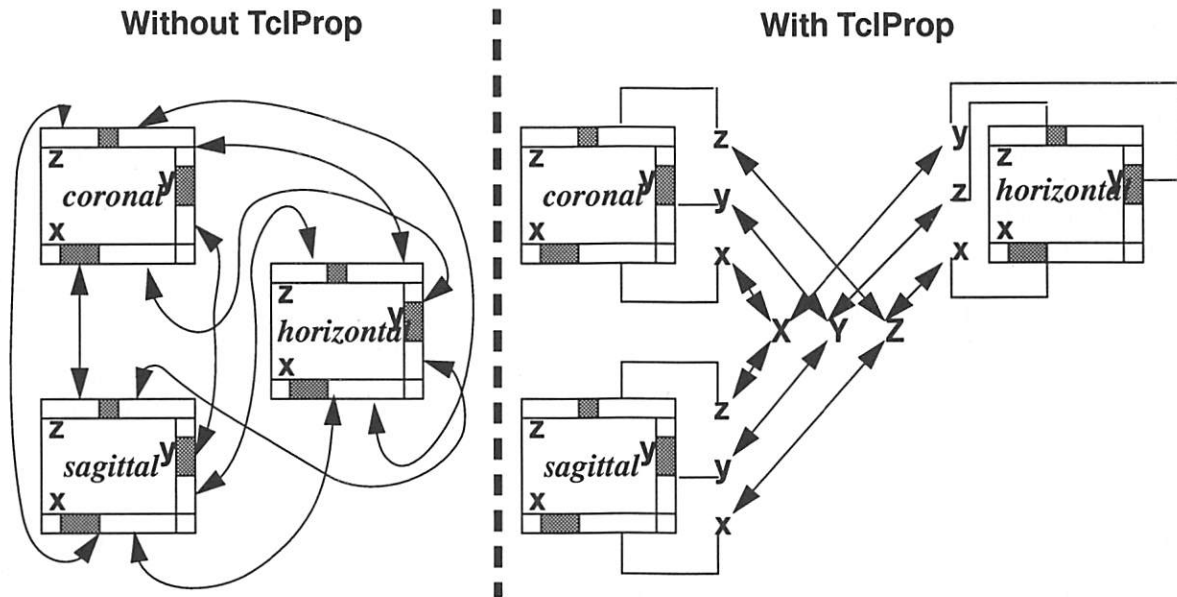 Without TclProp
z
coronal
y
x
z
horizontal
y
x
z
sagittal
y
x
With TclProp
z
coronal
y
x
z
y
x
y
z
x
z
horizontal
y
x
X Y Z
z
sagittal
y
x
z
y
x